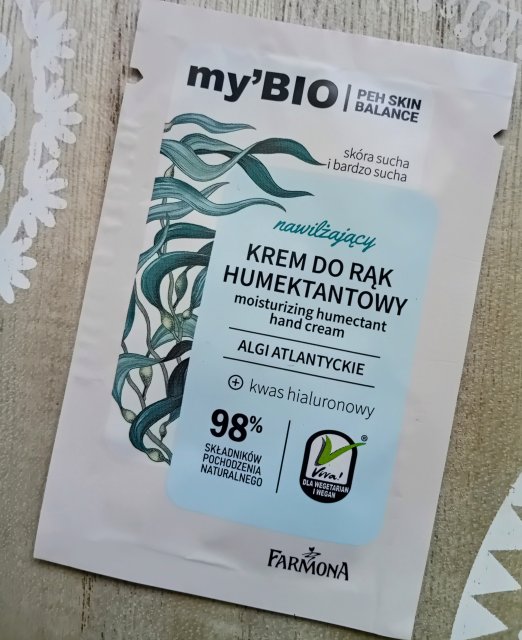 my'BIO | PEH SKIN
BALANCE
skóra sucha
i bardzo sucha
nawilżający
KREM DO RĄK
HUMEKTANTOWY
moisturizing humectant
hand cream
ALGI ATLANTYCKIE
+ kwas hialuronowy
98%
SKŁADNIKÓW
POCHODZENIA
NATURALNEGO
Viva!
®
DLA WEGETARIAN
I WEGAN
FARMONA